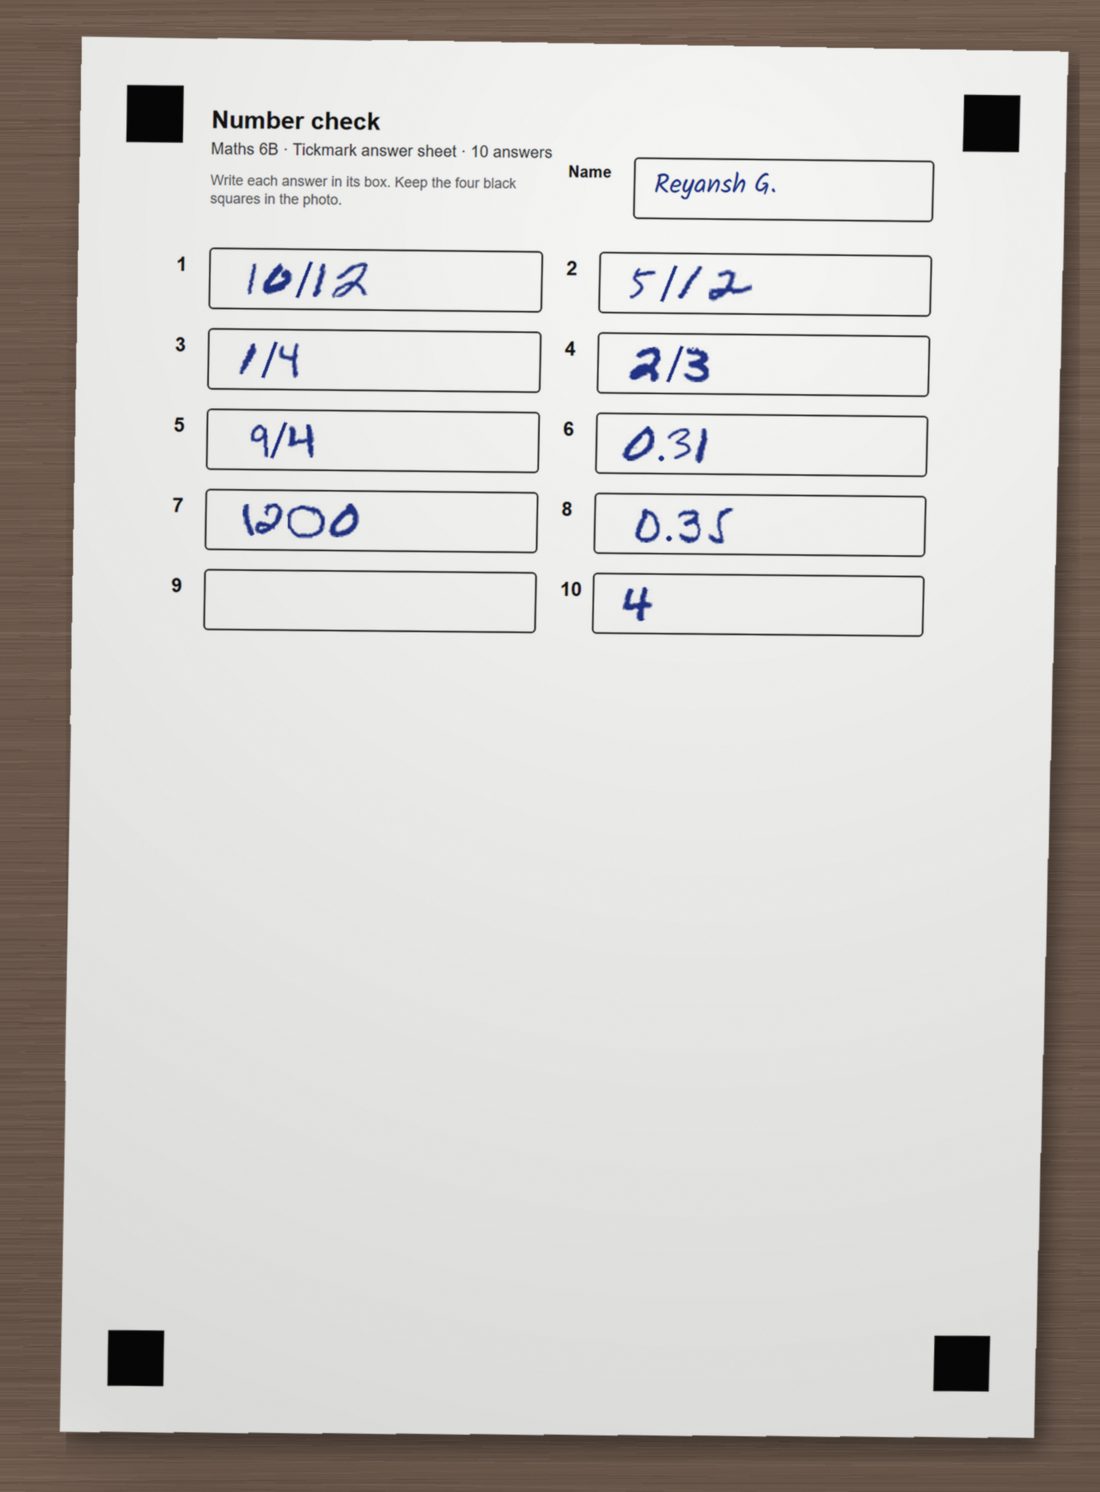 Number check
Maths 6B · Tickmark answer sheet · 10 answers
Write each answer in its box. Keep the four black
squares in the photo.
Name Reyansh G.
1 10/12
2 5/12
3 1/4
4 2/3
5 9/4
6 0.31
7 1200
8 0.35
9
10 4